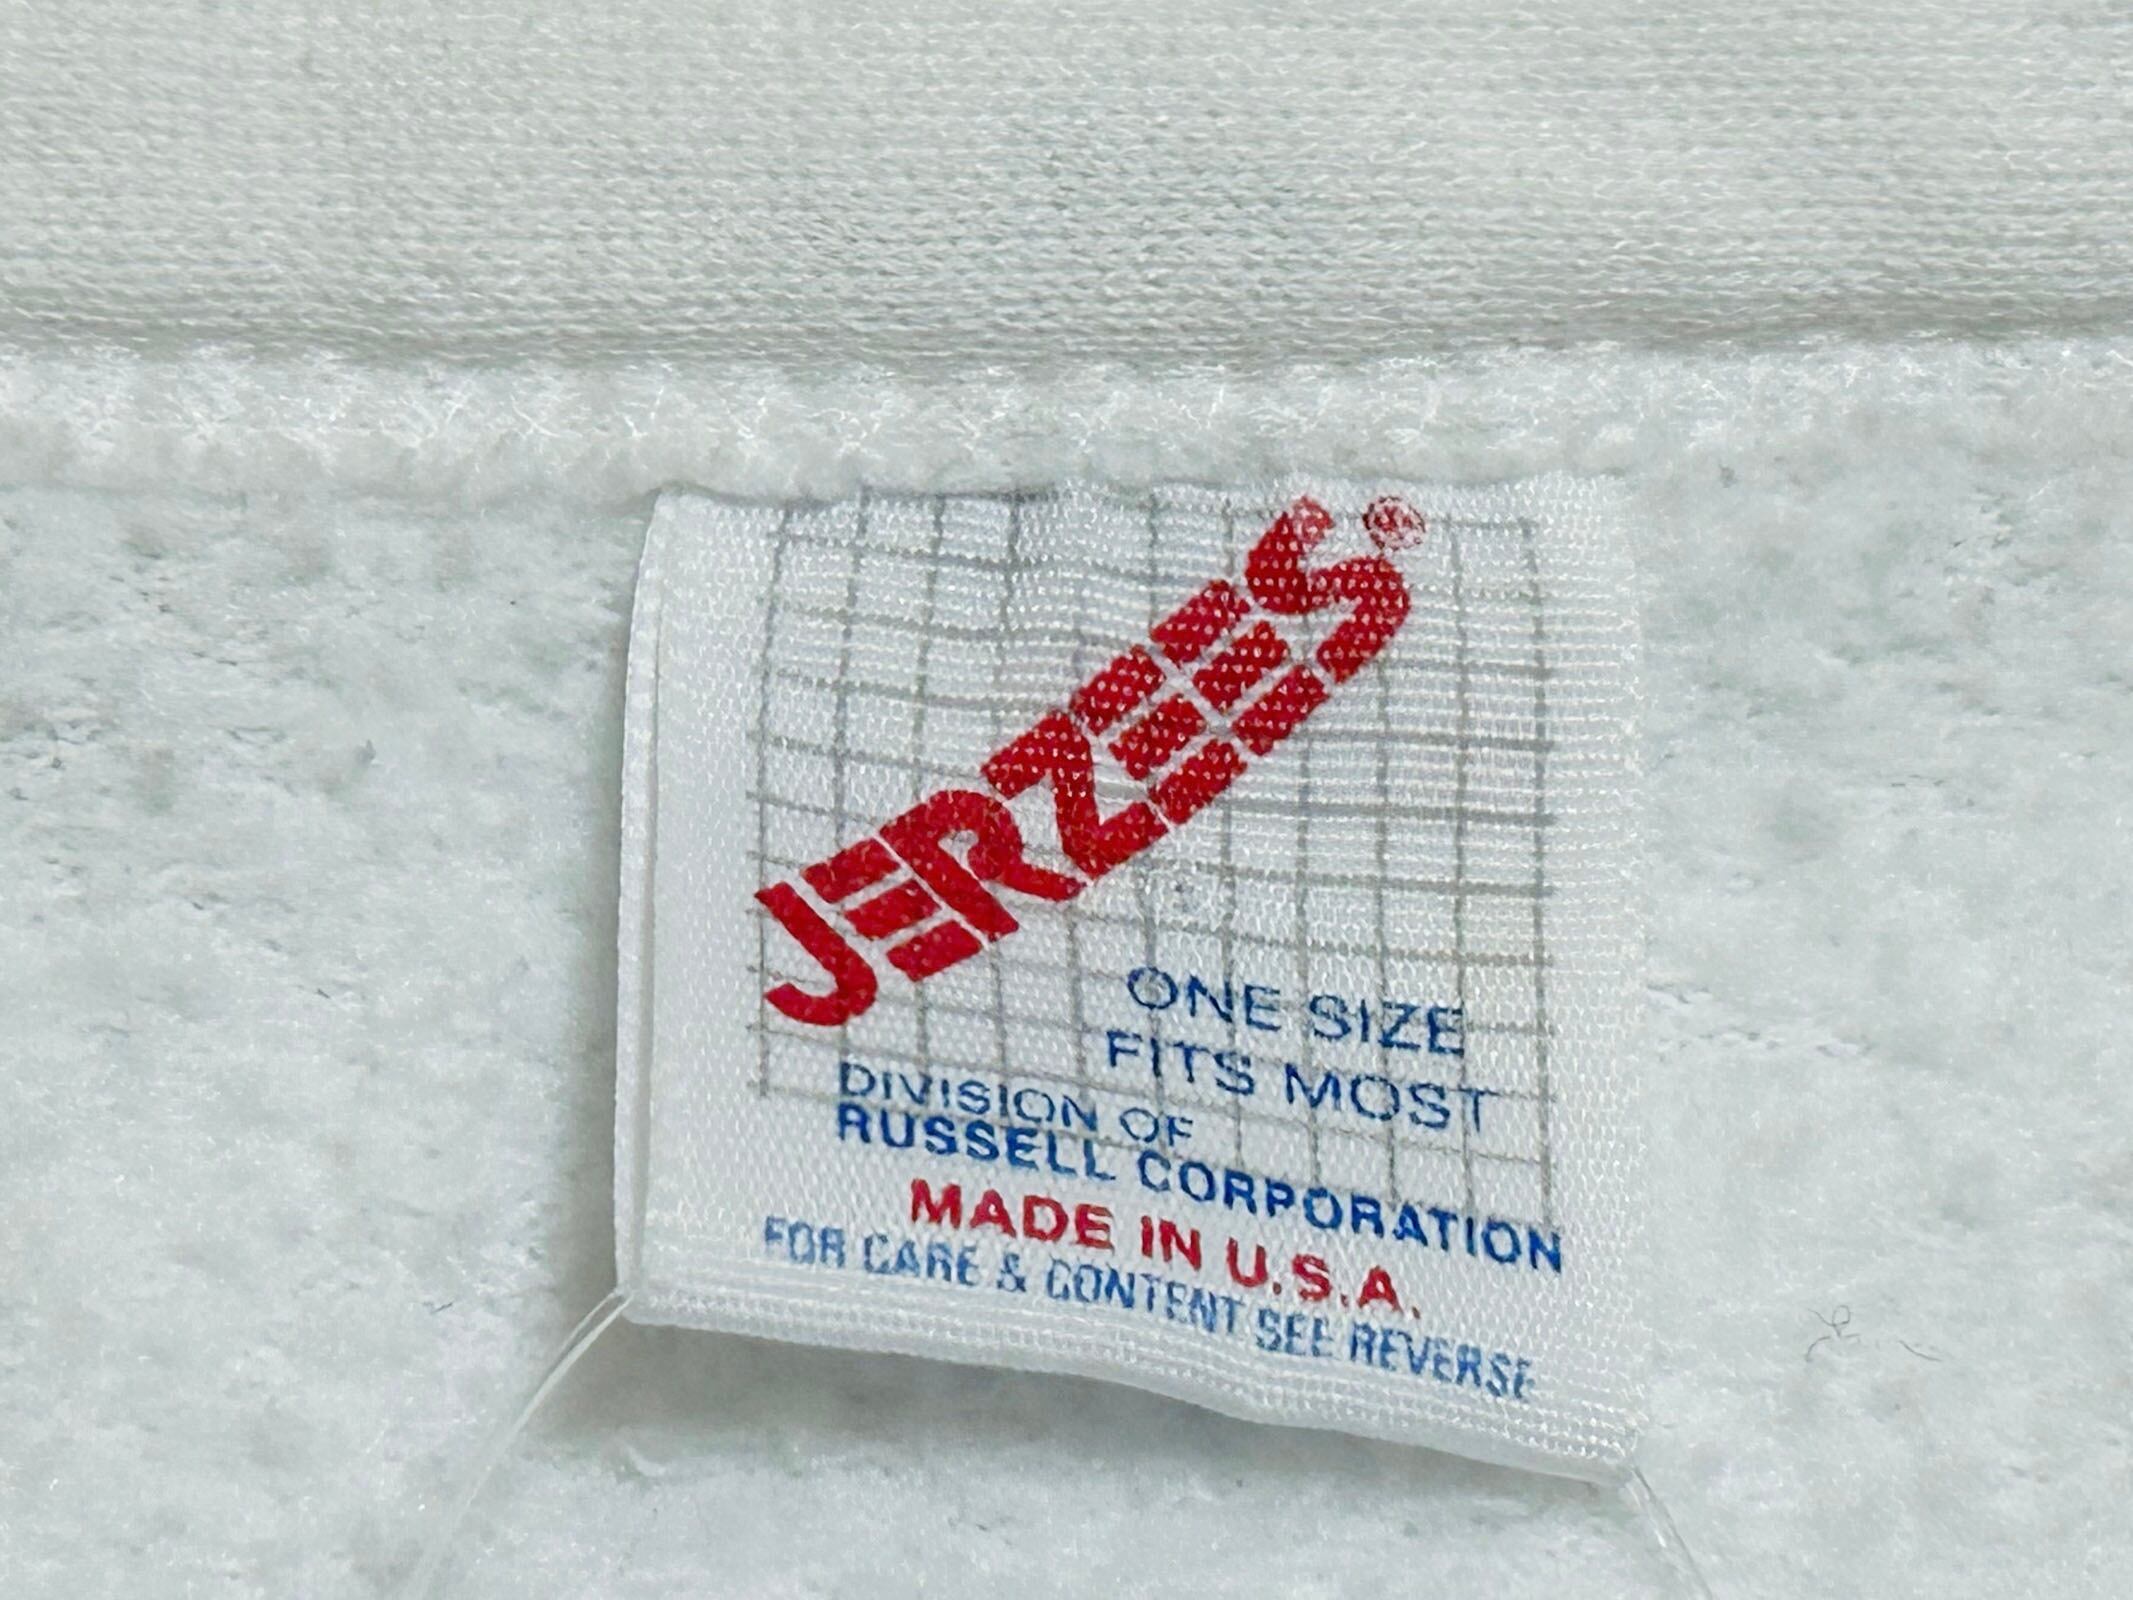 JERZEES®
ONE SIZE
FITS MOST
DIVISION OF
RUSSELL CORPORATION
MADE IN U.S.A.
FOR CARE & CONTENT SEE REVERSE